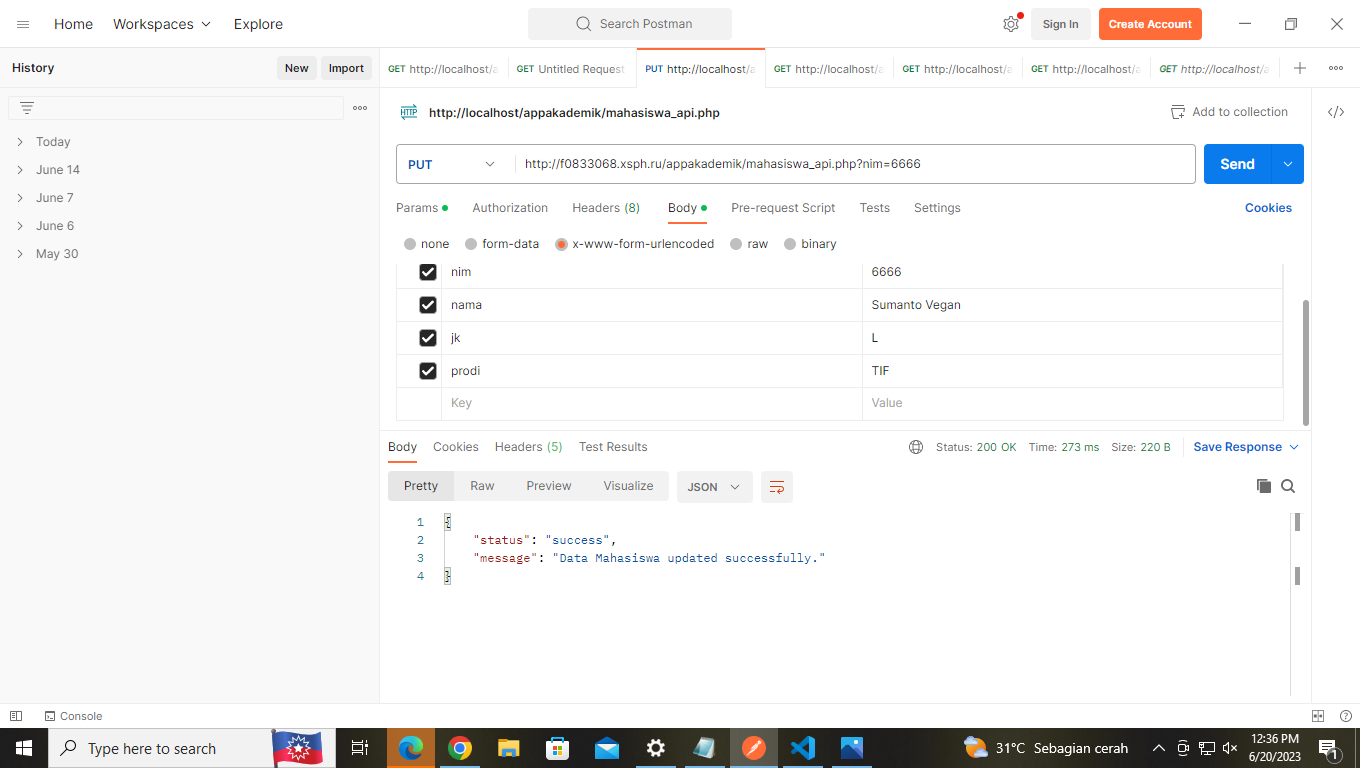 Home Workspaces Explore Search Postman Sign In Create Account
History New Import
GET http://localhost/a GET Untitled Request PUT http://localhost/a GET http://localhost/a GET http://localhost/a GET http://localhost/a GET http://localhost/a
HTTP http://localhost/appakademik/mahasiswa_api.php Add to collection
Today
June 14
June 7
June 6
May 30
PUT http://f0833068.xsph.ru/appakademik/mahasiswa_api.php?nim=6666 Send
Params Authorization Headers (8) Body Pre-request Script Tests Settings Cookies
none form-data x-www-form-urlencoded raw binary
nim 6666
nama Sumanto Vegan
jk L
prodi TIF
Key Value
Body Cookies Headers (5) Test Results Status: 200 OK Time: 273 ms Size: 220 B Save Response
Pretty Raw Preview Visualize JSON
1 {
2 "status": "success",
3 "message": "Data Mahasiswa updated successfully."
4 }
Console
Type here to search 31°C Sebagian cerah 12:36 PM
6/20/2023 1